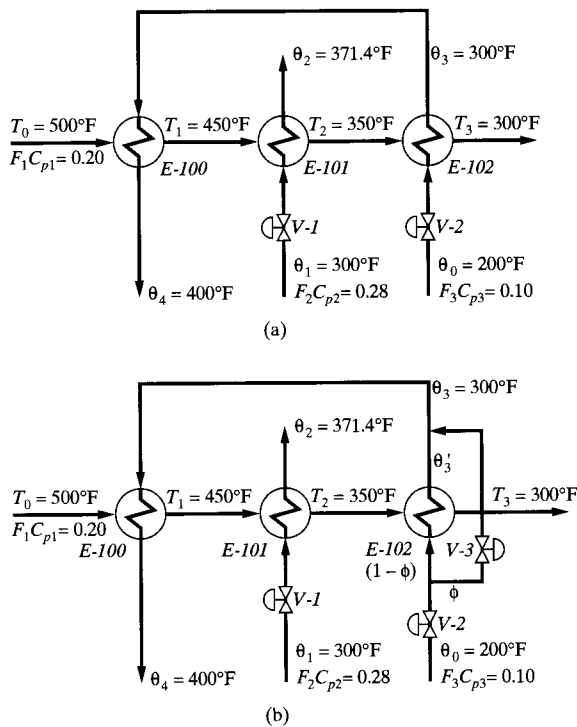 θ₃ = 300°F
θ₂ = 371.4°F
T₀ = 500°F
T₁ = 450°F
T₂ = 350°F
T₃ = 300°F
F₁Cₚ₁ = 0.20
E-100
E-101
E-102
V-1
V-2
θ₁ = 300°F
θ₀ = 200°F
F₂Cₚ₂ = 0.28
F₃Cₚ₃ = 0.10
θ₄ = 400°F
(a)
θ₃ = 300°F
θ₂ = 371.4°F
θ₃′
T₀ = 500°F
T₁ = 450°F
T₂ = 350°F
T₃ = 300°F
F₁Cₚ₁ = 0.20
E-100
E-101
E-102
V-3
(1 – ϕ)
ϕ
V-1
V-2
θ₁ = 300°F
θ₀ = 200°F
θ₄ = 400°F
F₂Cₚ₂ = 0.28
F₃Cₚ₃ = 0.10
(b)